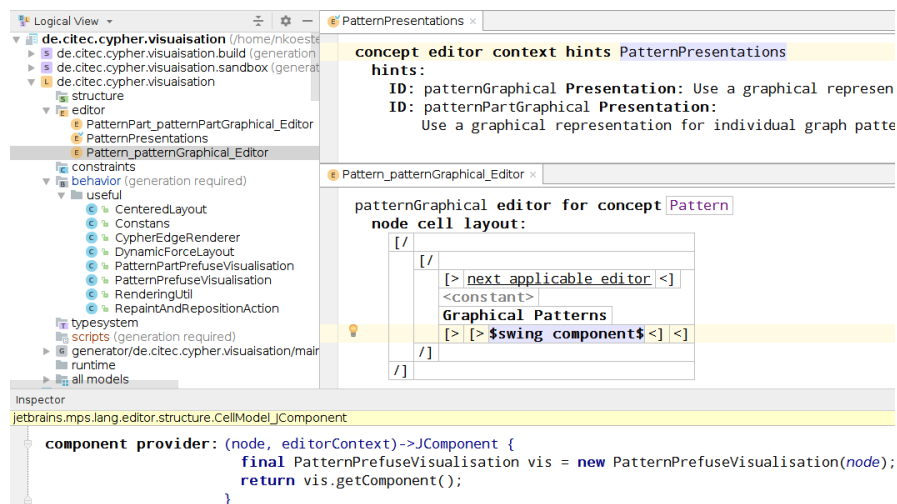 Logical View
de.citec.cypher.visuaisation (/home/nkoeste
de.citec.cypher.visuaisation.build (generation
de.citec.cypher.visuaisation.sandbox (generat
de.citec.cypher.visuaisation
structure
editor
PatternPart_patternPartGraphical_Editor
PatternPresentations
Pattern_patternGraphical_Editor
constraints
behavior (generation required)
useful
CenteredLayout
Constans
CypherEdgeRenderer
DynamicForceLayout
PatternPartPrefuseVisualisation
PatternPrefuseVisualisation
RenderingUtil
RepaintAndRepositionAction
typesystem
scripts (generation required)
generator/de.citec.cypher.visuaisation/main
runtime
all models
PatternPresentations ×
concept editor context hints PatternPresentations
hints:
ID: patternGraphical Presentation: Use a graphical represen
ID: patternPartGraphical Presentation:
Use a graphical representation for individual graph patte
Pattern_patternGraphical_Editor ×
patternGraphical editor for concept Pattern
node cell layout:
[/
[/
[> next applicable editor <]
<constant>
Graphical Patterns
[> [> $swing component$ <] <]
/]
/]
Inspector
jetbrains.mps.lang.editor.structure.CellModel_JComponent
component provider: (node, editorContext)->JComponent {
final PatternPrefuseVisualisation vis = new PatternPrefuseVisualisation(node);
return vis.getComponent();
}